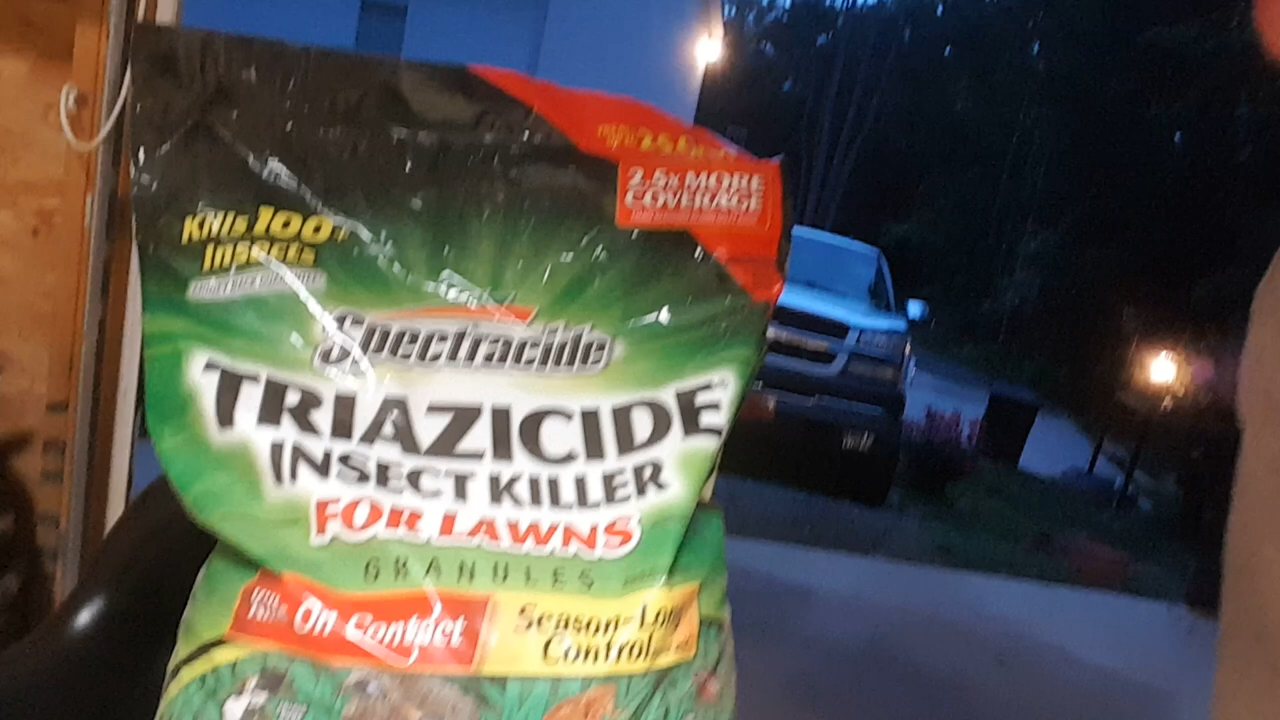 2.5x MORE
COVERAGE
Kills 100+
Insects
Spectracide
TRIAZICIDE
INSECT KILLER
FOR LAWNS
GRANULES
On Contact
Season-Long
Control